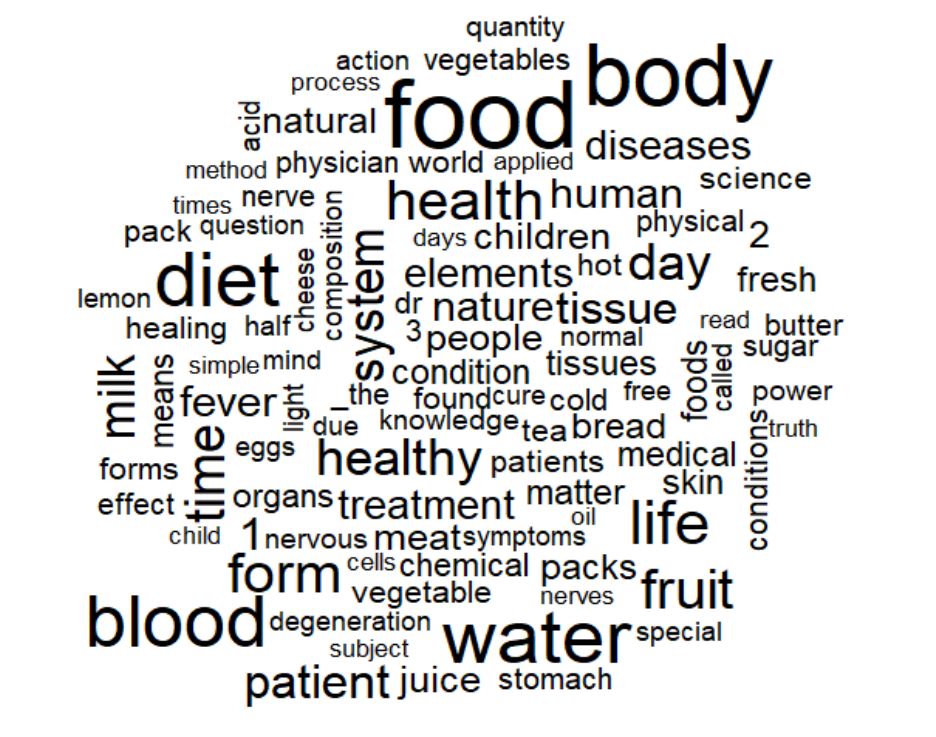 quantity
action vegetables body
process
food
acid natural
diseases
method physician world applied
science
times nerve health human
pack question composition physical 2
days children
system elements hot day fresh
lemon diet cheese
dr nature tissue
healing half read butter
3 people normal
sugar
simple mind condition tissues foods called
milk means fever light _the found cure cold free power
due knowledge tea bread truth
eggs
forms time healthy patients medical conditions
skin
effect organs treatment matter
oil life
child 1 nervous meat symptoms
form cells chemical packs
vegetable nerves fruit
blood degeneration water special
subject
patient juice stomach